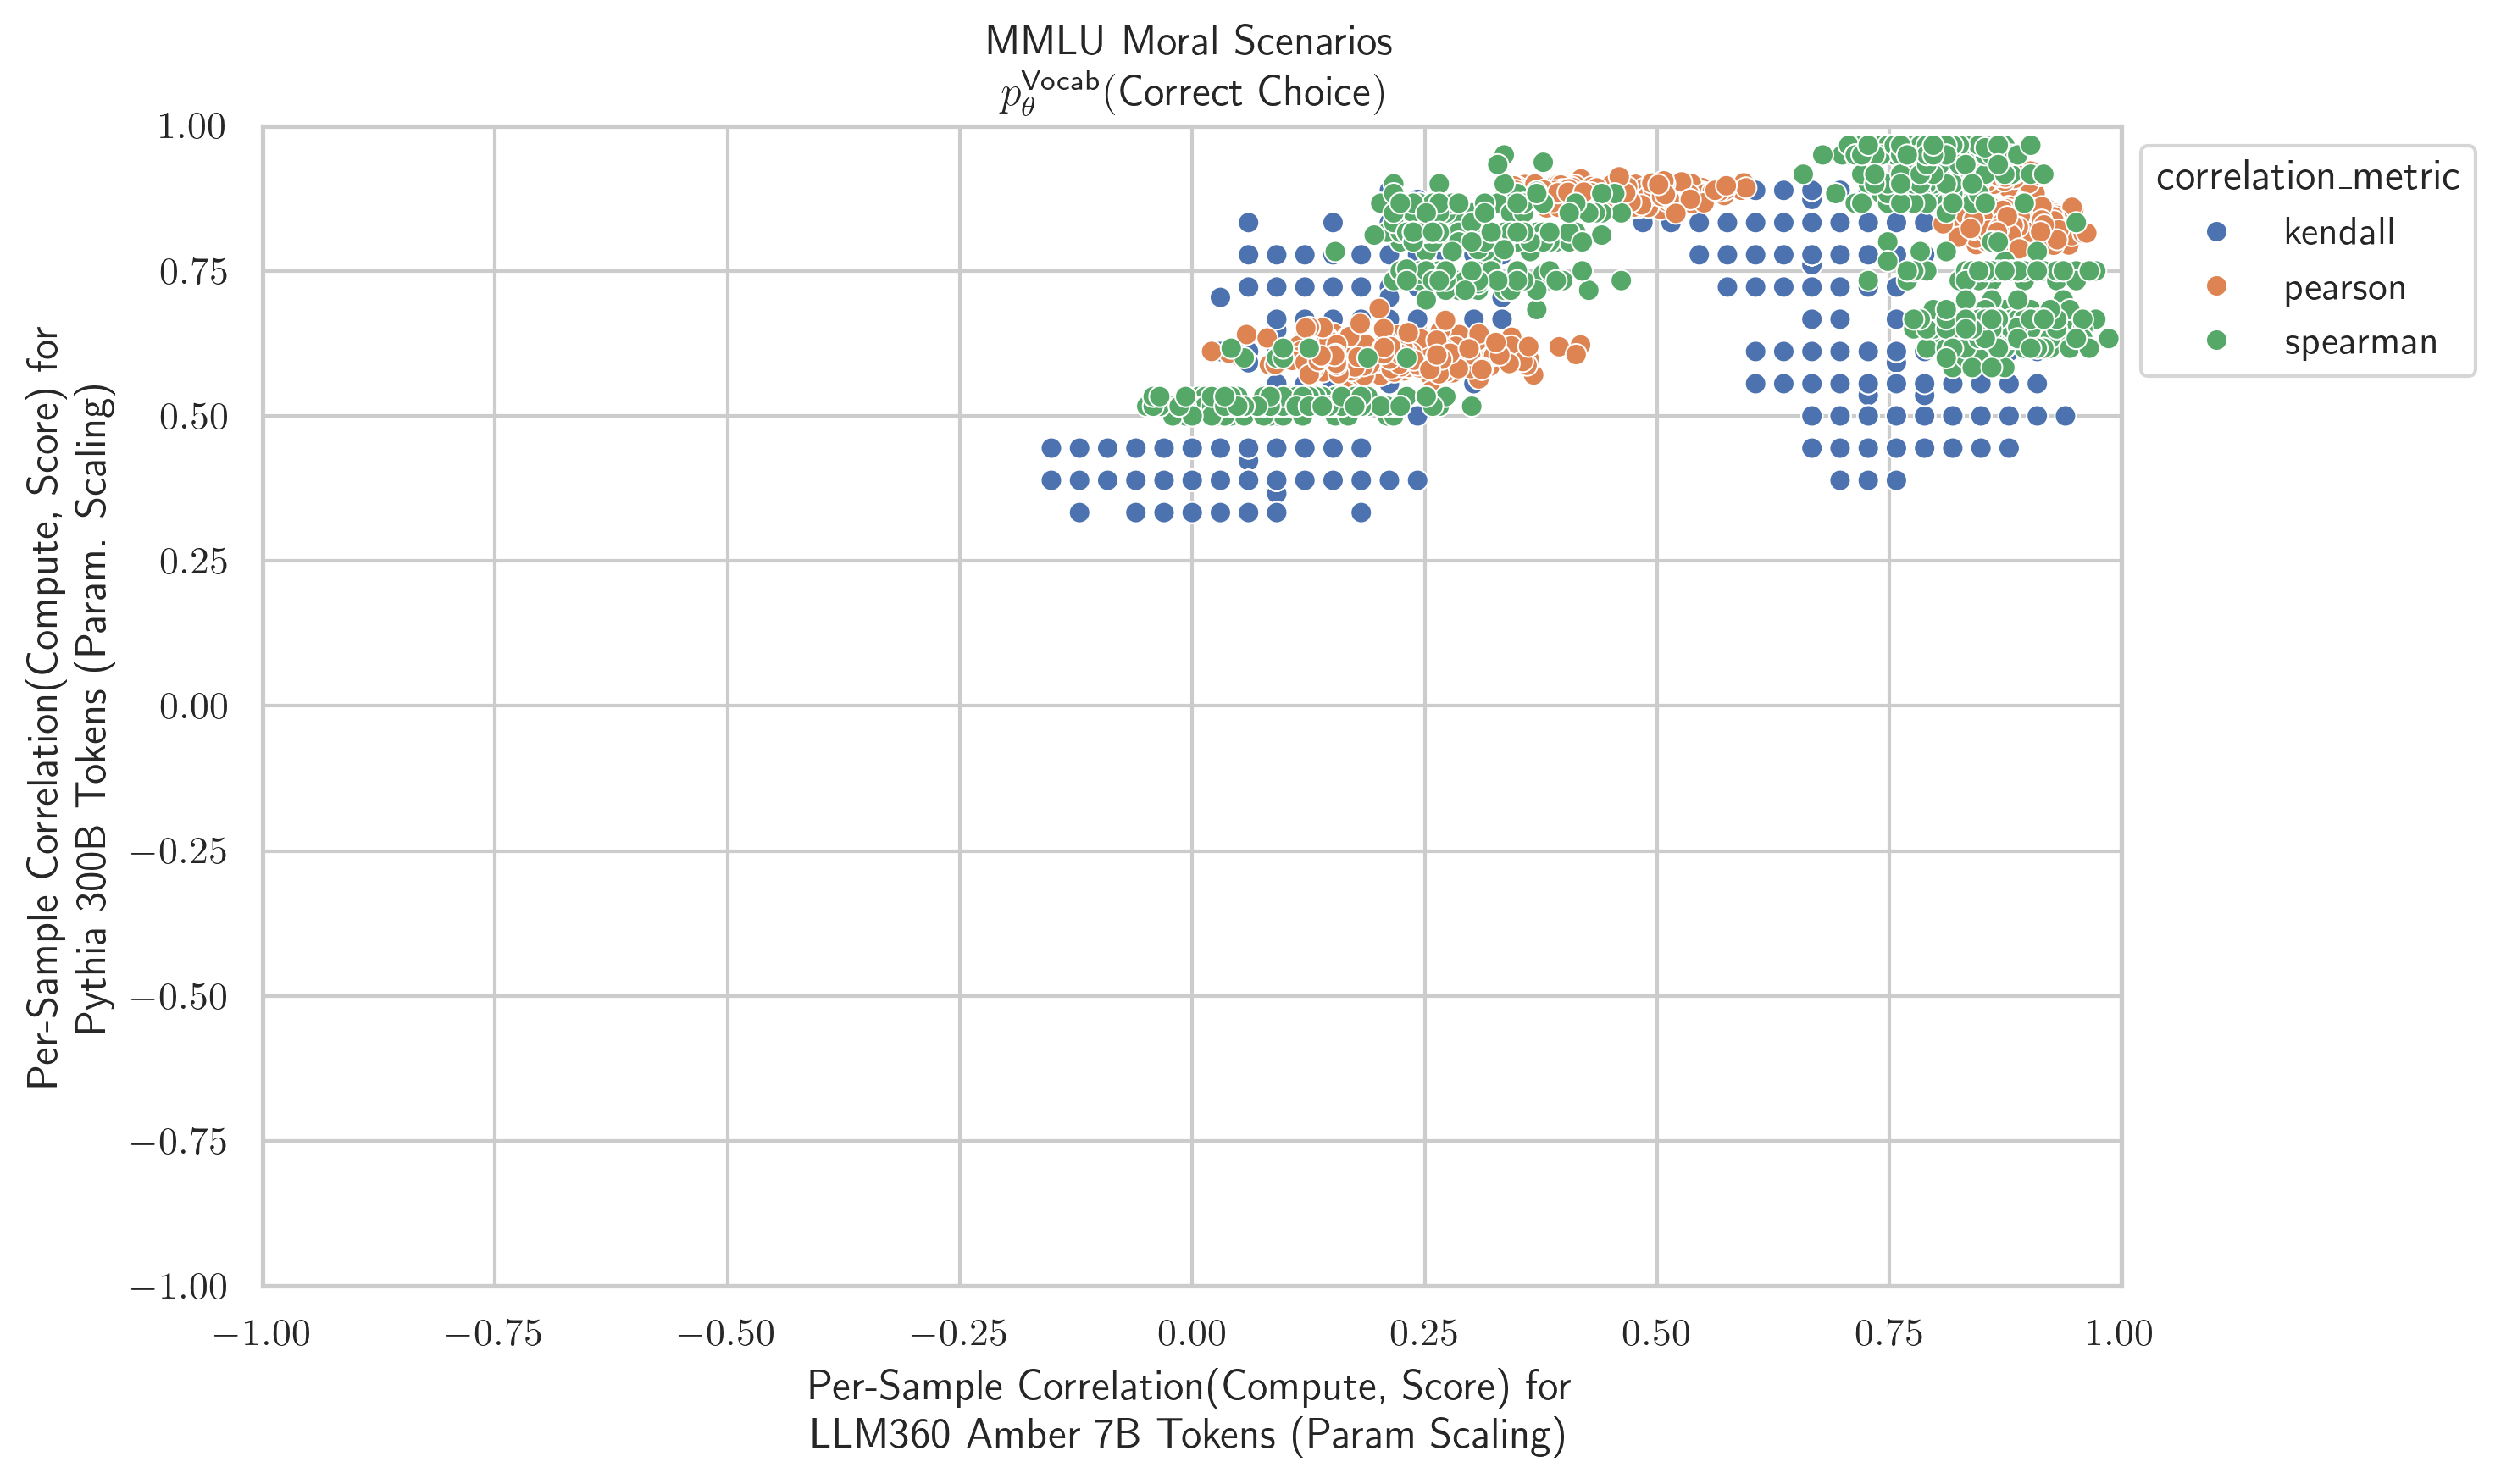 MMLU Moral Scenarios
p_θ^Vocab(Correct Choice)
Per-Sample Correlation(Compute, Score) for
Pythia 300B Tokens (Param. Scaling)
1.00
0.75
0.50
0.25
0.00
−0.25
−0.50
−0.75
−1.00
−1.00
−0.75
−0.50
−0.25
0.00
0.25
0.50
0.75
1.00
Per-Sample Correlation(Compute, Score) for
LLM360 Amber 7B Tokens (Param Scaling)
correlation_metric
kendall
pearson
spearman